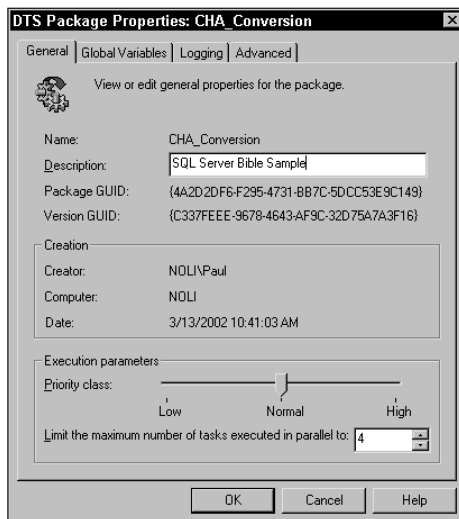 DTS Package Properties: CHA_Conversion
General Global Variables Logging Advanced
View or edit general properties for the package.
Name: CHA_Conversion
Description: SQL Server Bible Sample
Package GUID: {4A2D2DF6-F295-4731-BB7C-5DCC53E9C149}
Version GUID: {C337FEEE-9678-4643-AF9C-32D75A7A3F16}
Creation
Creator: NOLI\Paul
Computer: NOLI
Date: 3/13/2002 10:41:03 AM
Execution parameters
Priority class:
Low Normal High
Limit the maximum number of tasks executed in parallel to: 4
OK Cancel Help